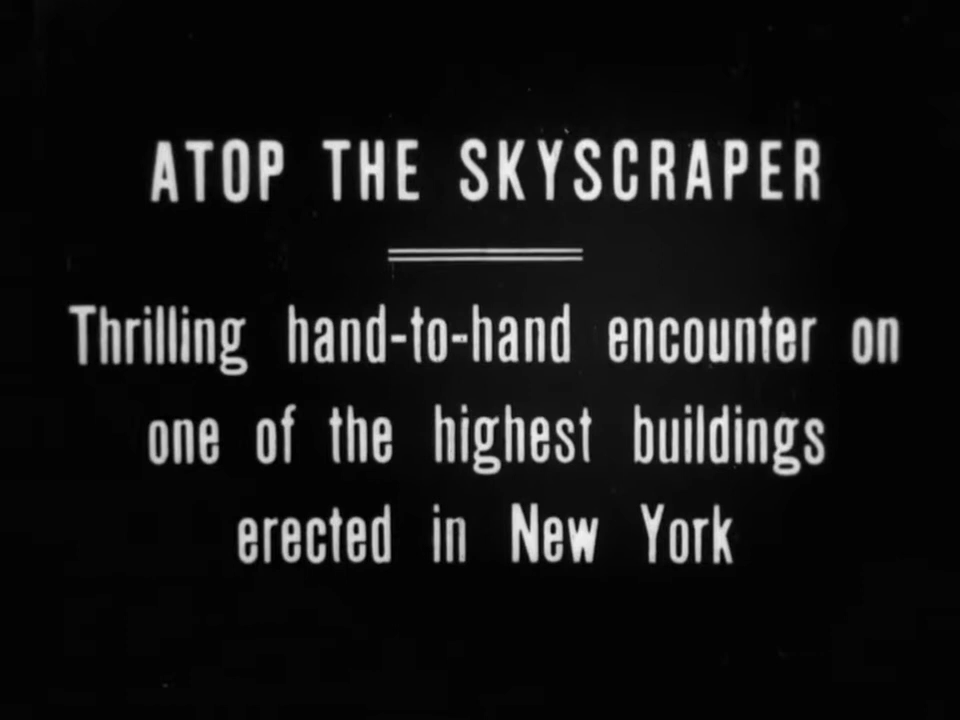 ATOP THE SKYSCRAPER
Thrilling hand-to-hand encounter on
one of the highest buildings
erected in New York